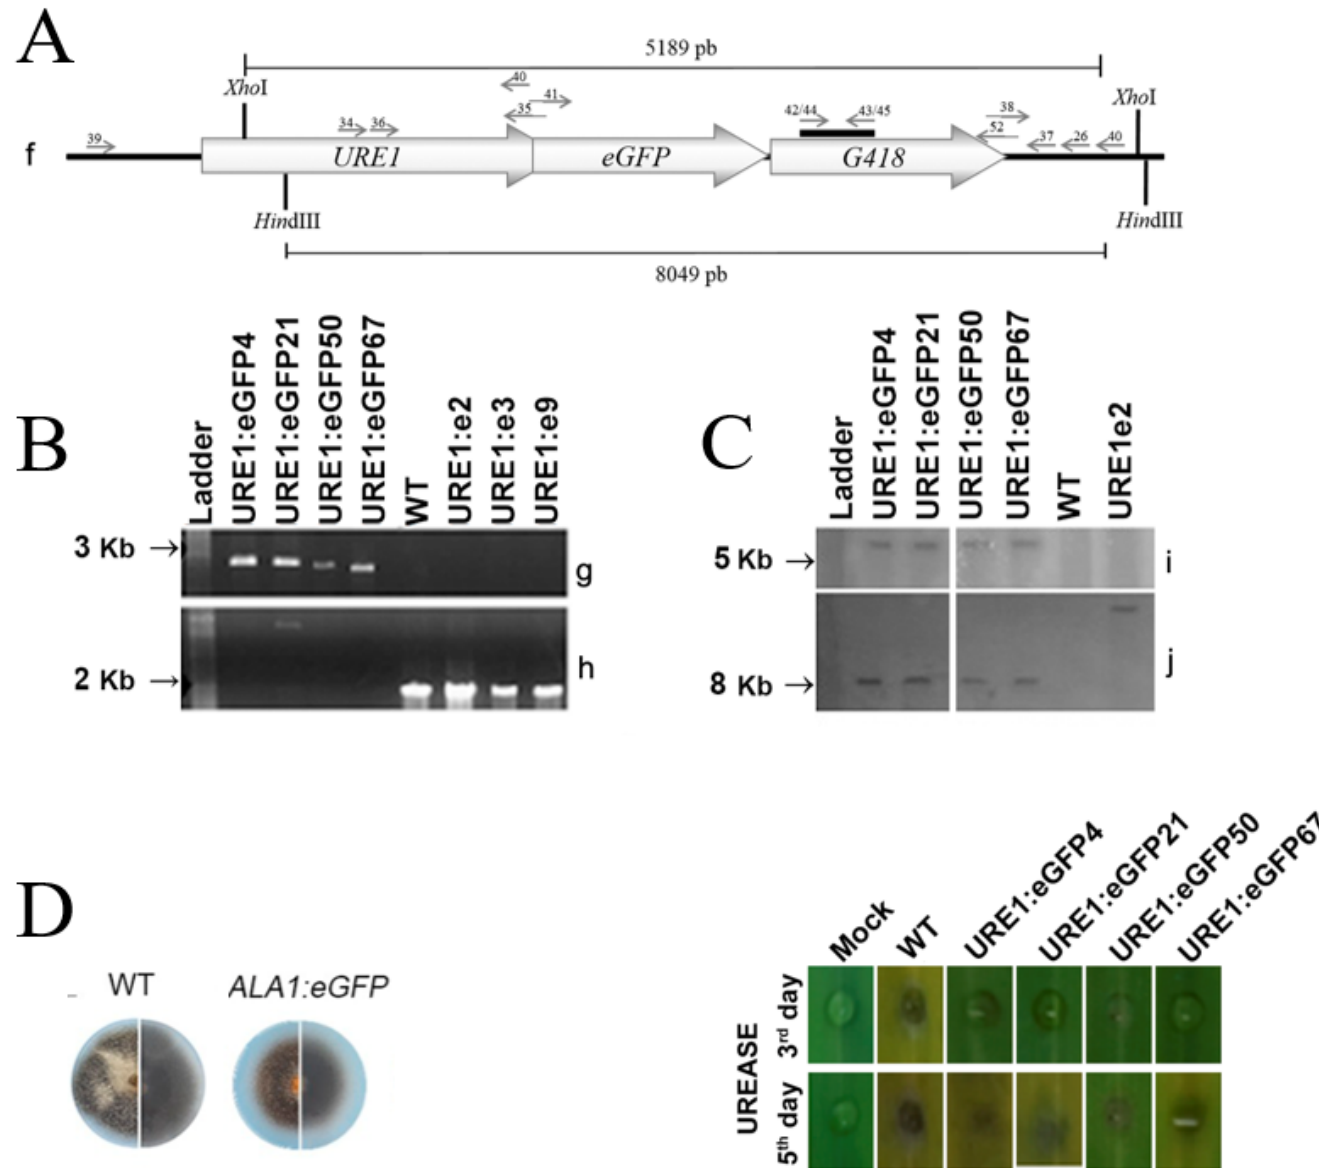 A
5189 pb
XhoI
XhoI
40
41
35
34
36
42/44
43/45
38
52
39
37
26
40
f
URE1
eGFP
G418
HindIII
HindIII
8049 pb
B
Ladder
URE1:eGFP4
URE1:eGFP21
URE1:eGFP50
URE1:eGFP67
WT
URE1:e2
URE1:e3
URE1:e9
3 Kb
g
2 Kb
h
C
Ladder
URE1:eGFP4
URE1:eGFP21
URE1:eGFP50
URE1:eGFP67
WT
URE1e2
5 Kb
i
8 Kb
j
D
WT
ALA1:eGFP
Mock
WT
URE1:eGFP4
URE1:eGFP21
URE1:eGFP50
URE1:eGFP67
UREASE
3rd day
5th day